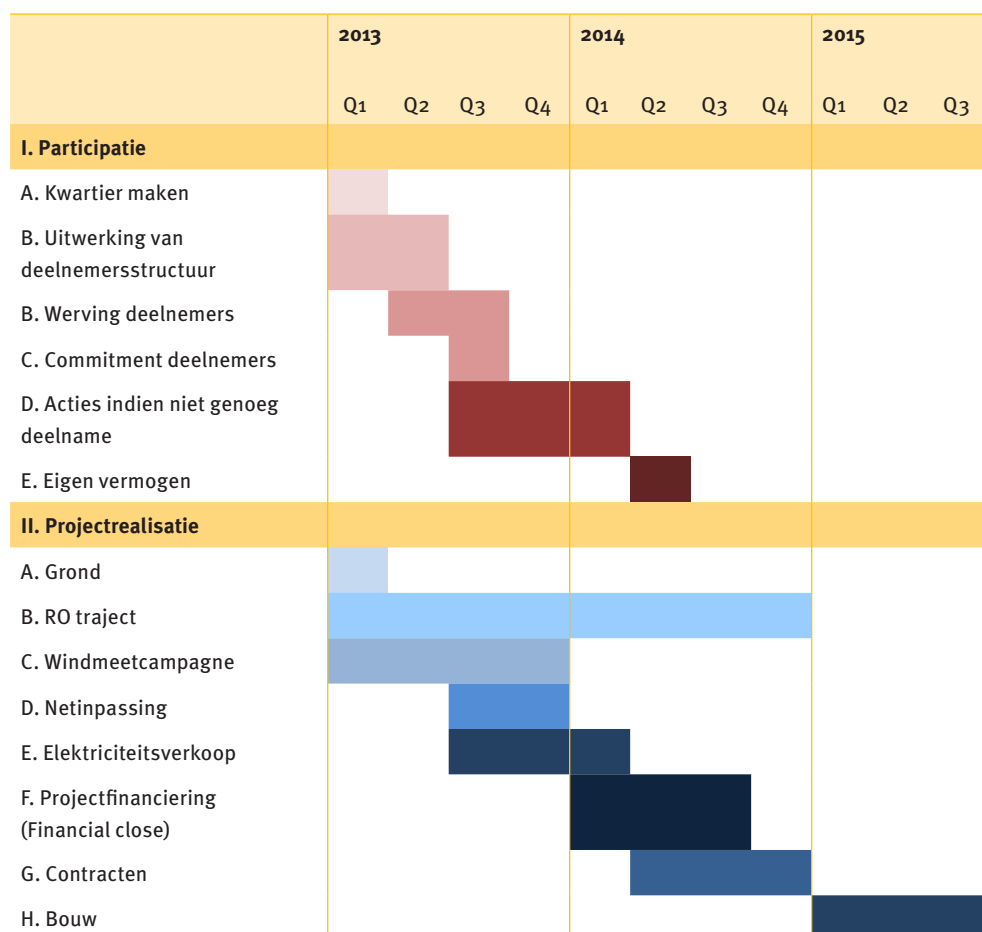 2013 2014 2015
Q1 Q2 Q3 Q4 Q1 Q2 Q3 Q4 Q1 Q2 Q3
I. Participatie
A. Kwartier maken
B. Uitwerking van
deelnemersstructuur
B. Werving deelnemers
C. Commitment deelnemers
D. Acties indien niet genoeg
deelname
E. Eigen vermogen
II. Projectrealisatie
A. Grond
B. RO traject
C. Windmeetcampagne
D. Netinpassing
E. Elektriciteitsverkoop
F. Projectfinanciering
(Financial close)
G. Contracten
H. Bouw